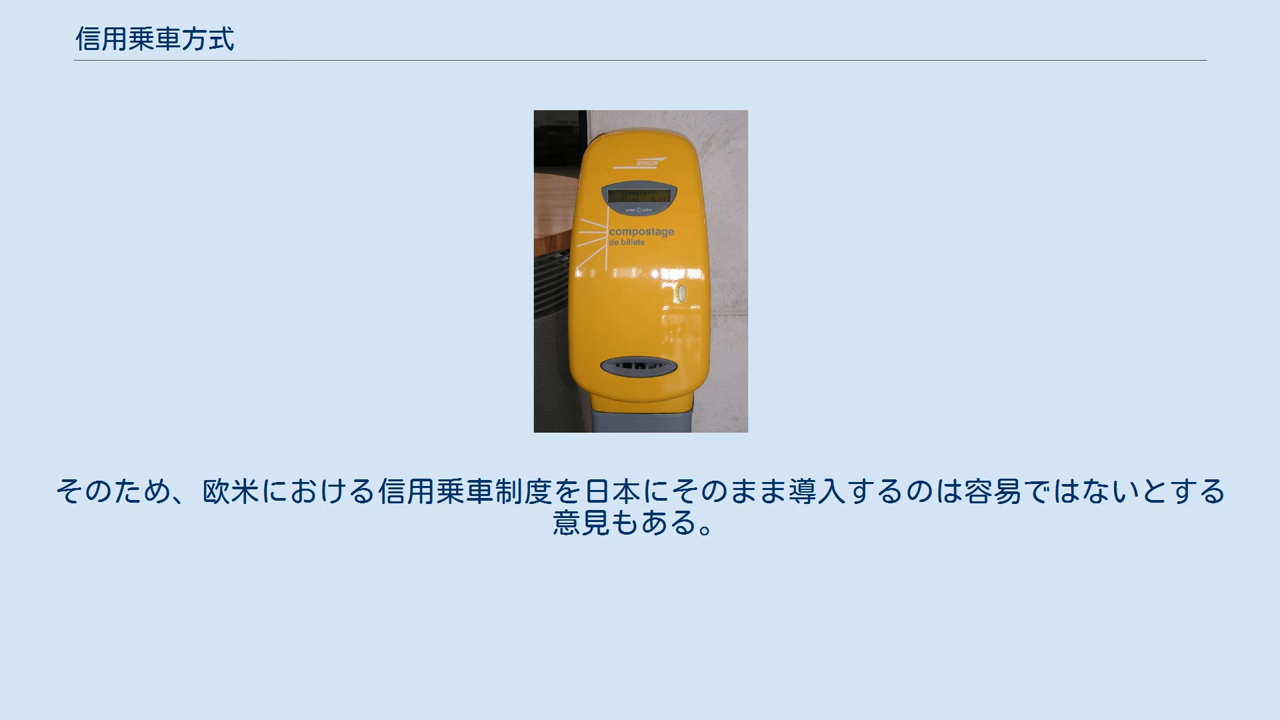 信用乗車方式
SNCF
compostage
de billets
そのため、欧米における信用乗車制度を日本にそのまま導入するのは容易ではないとする
意見もある。